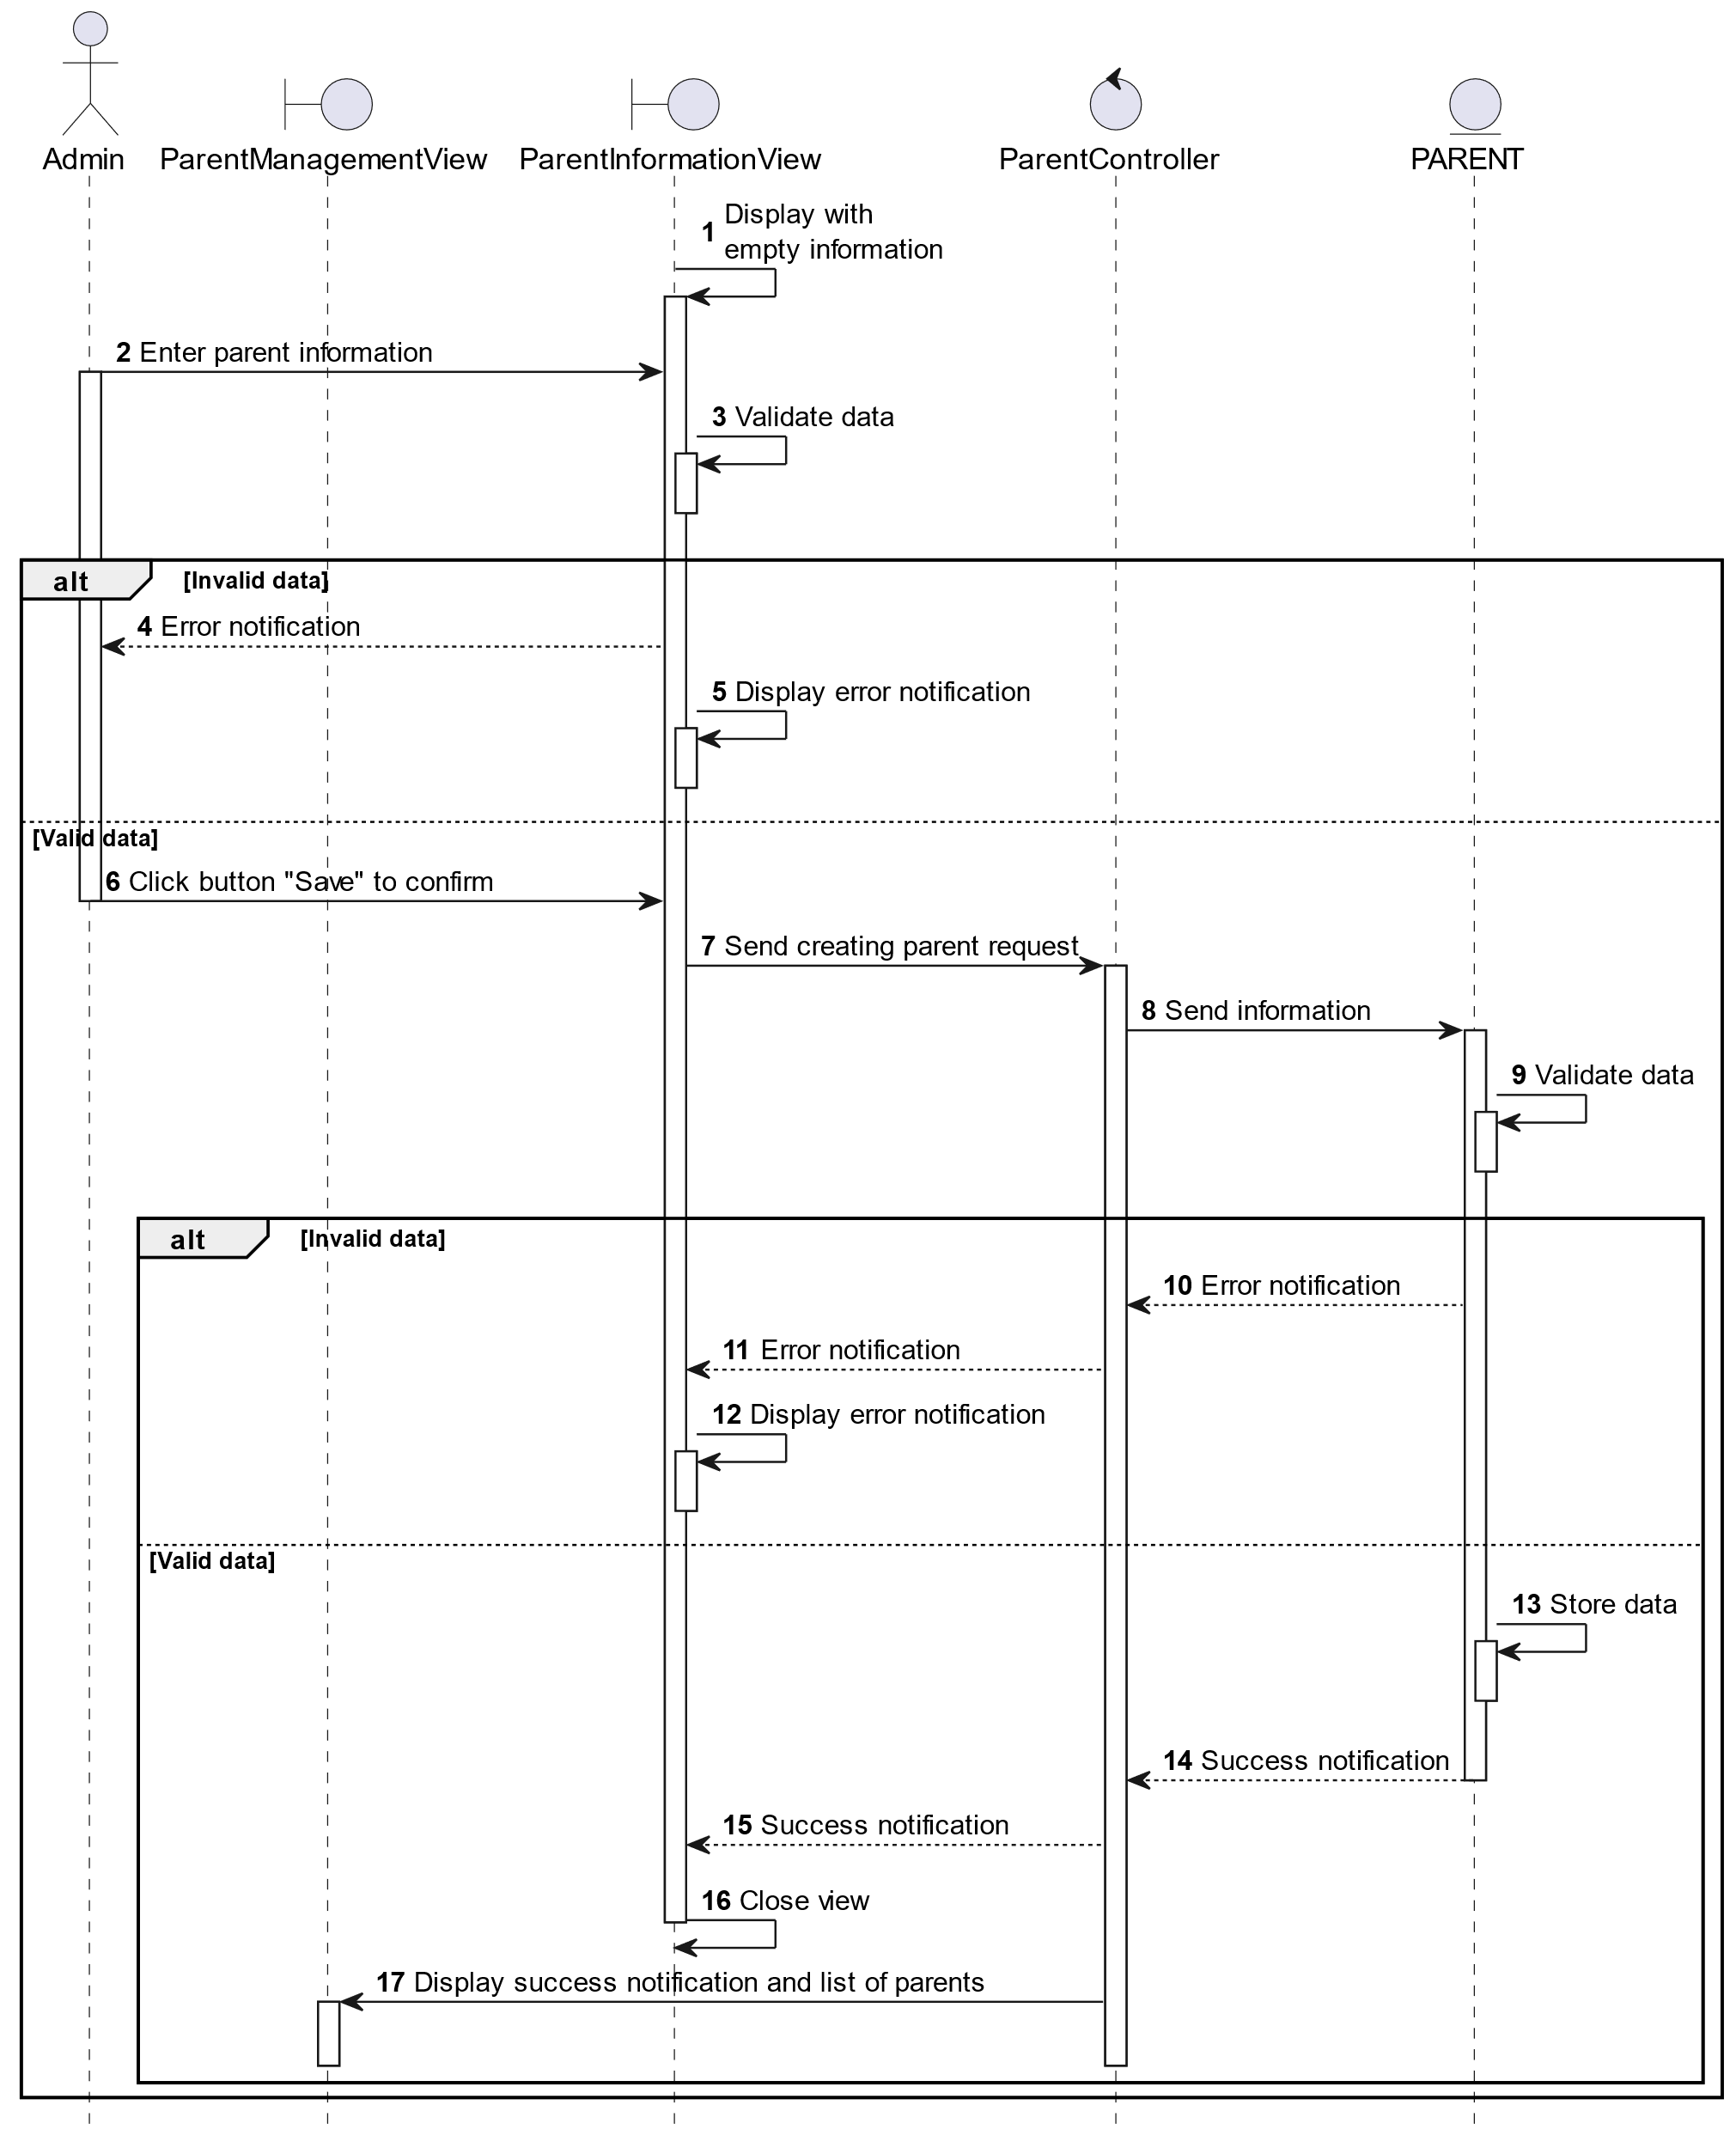 Admin
ParentManagementView
ParentInformationView
ParentController
PARENT
1 Display with
empty information
2 Enter parent information
3 Validate data
alt [Invalid data]
4 Error notification
5 Display error notification
[Valid data]
6 Click button "Save" to confirm
7 Send creating parent request
8 Send information
9 Validate data
alt [Invalid data]
10 Error notification
11 Error notification
12 Display error notification
[Valid data]
13 Store data
14 Success notification
15 Success notification
16 Close view
17 Display success notification and list of parents